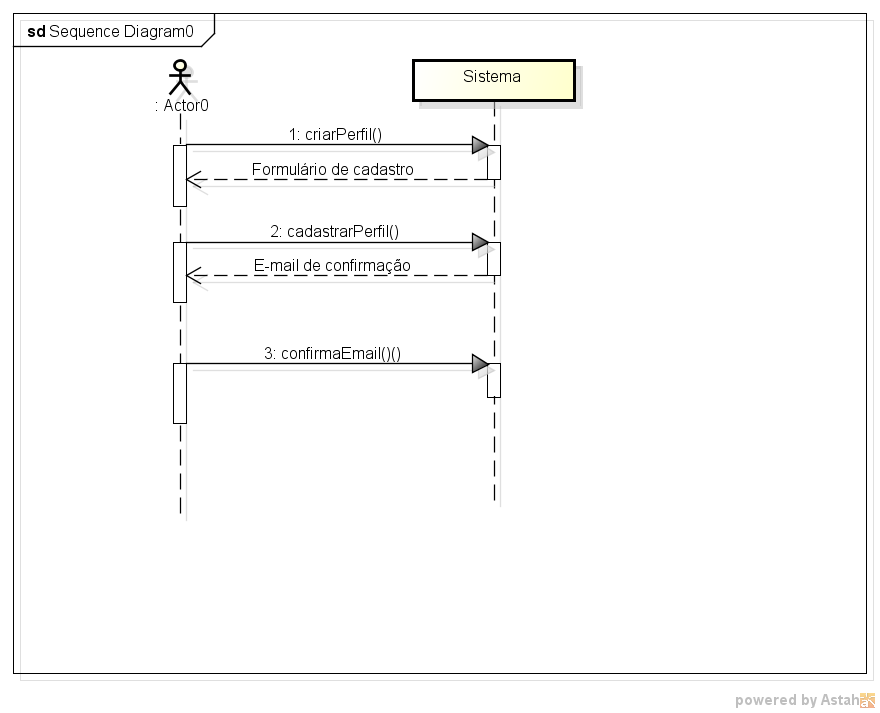 sd Sequence Diagram0
: Actor0
Sistema
1: criarPerfil()
Formulário de cadastro
2: cadastrarPerfil()
E-mail de confirmação
3: confirmaEmail()()
powered by Astah